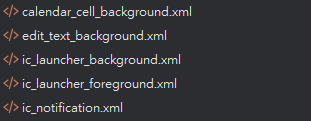 calendar_cell_background.xml
edit_text_background.xml
ic_launcher_background.xml
ic_launcher_foreground.xml
ic_notification.xml